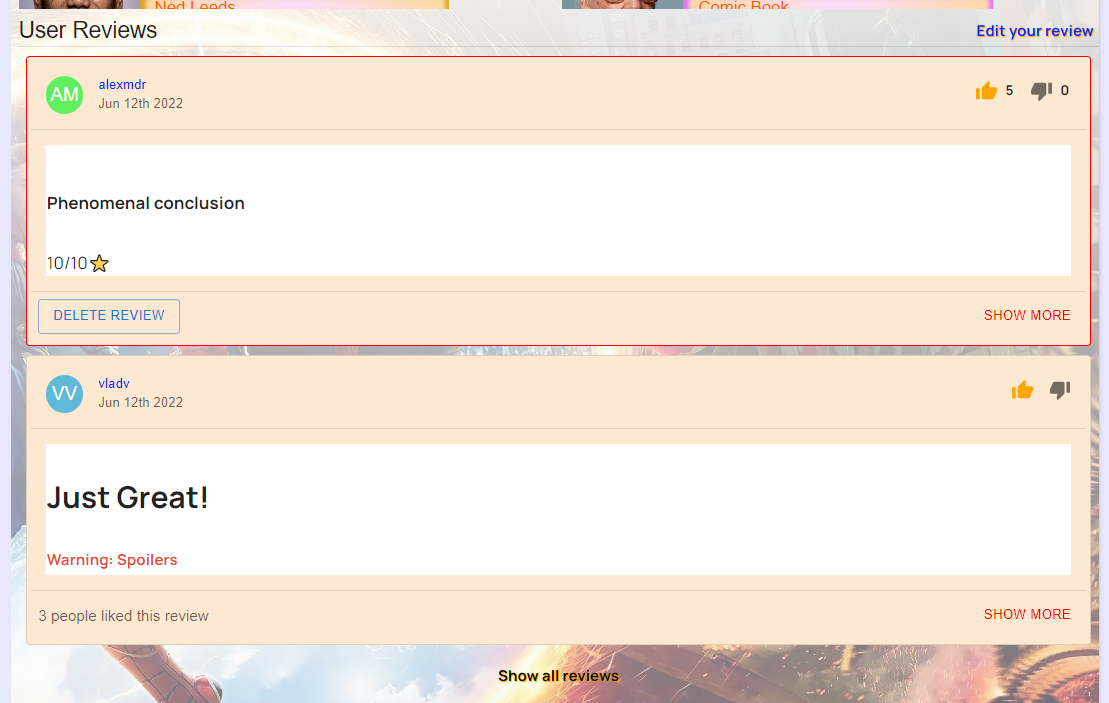 Ned Leeds
Comic Book
User Reviews
Edit your review
AM
alexmdr
Jun 12th 2022
5
0
Phenomenal conclusion
10/10
DELETE REVIEW
SHOW MORE
VV
vladv
Jun 12th 2022
Just Great!
Warning: Spoilers
3 people liked this review
SHOW MORE
Show all reviews